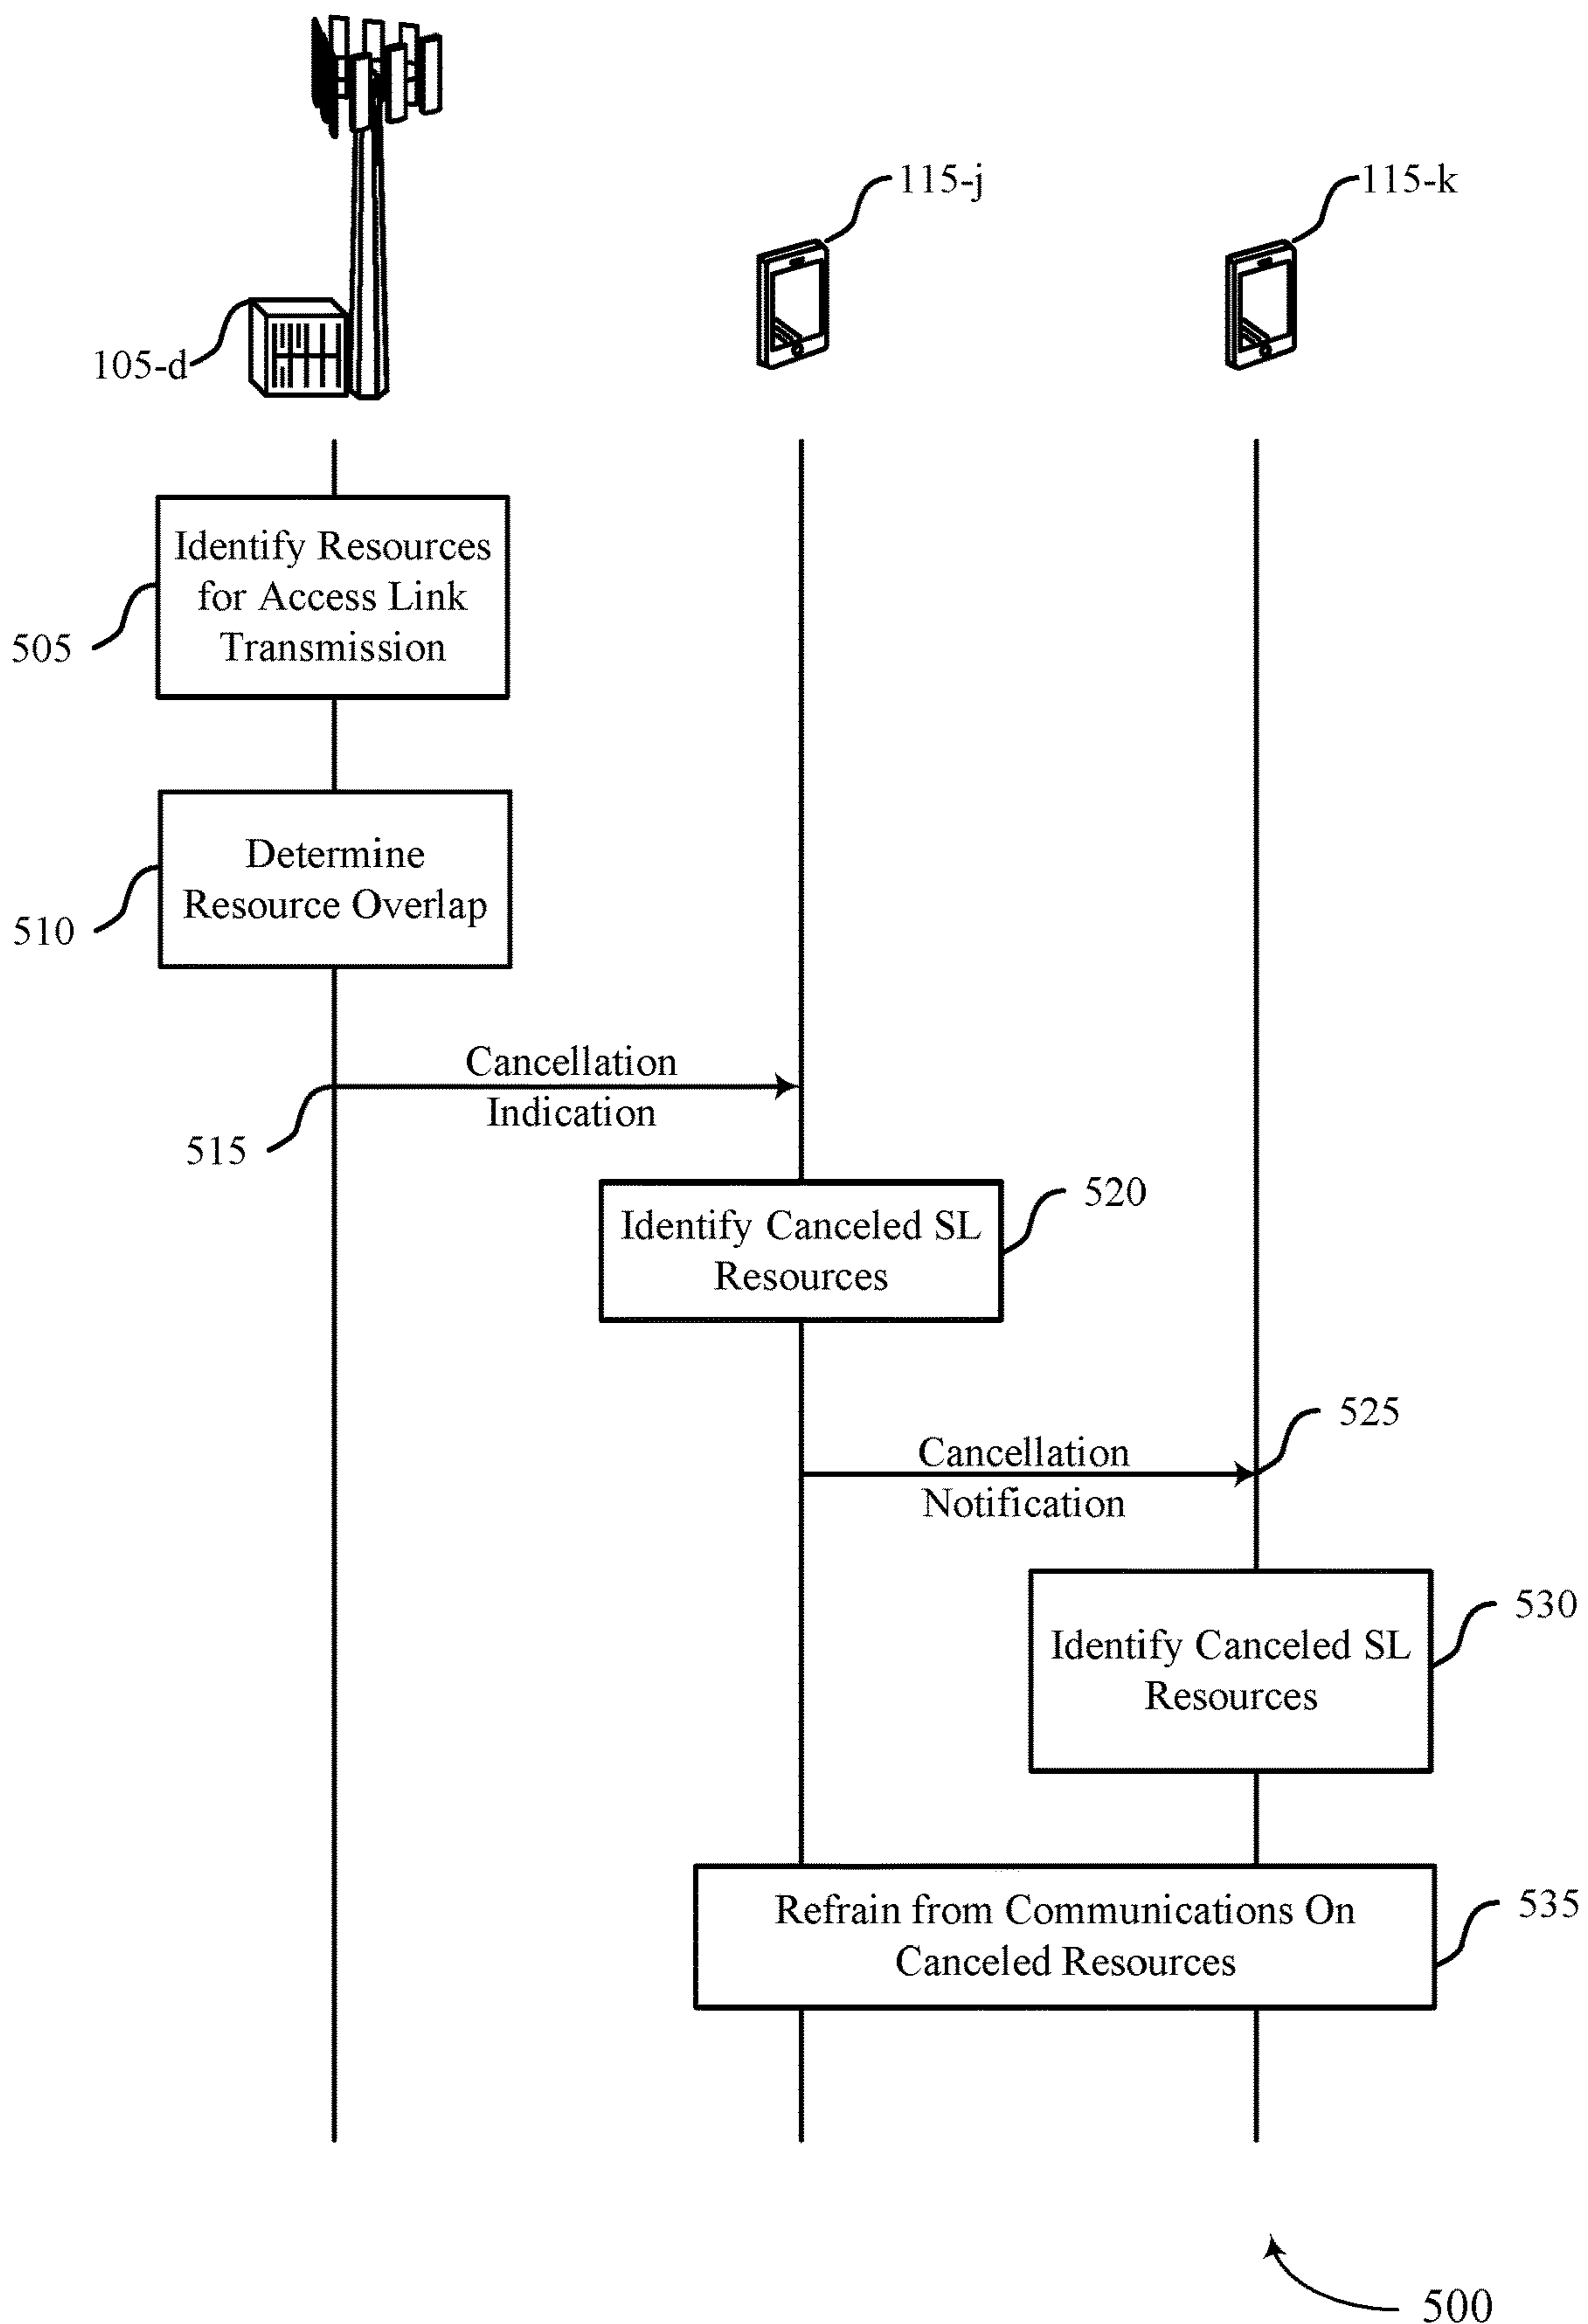 115-j
115-k
105-d
Identify Resources
for Access Link
Transmission
505
Determine
Resource Overlap
510
Cancellation
Indication
515
520
Identify Canceled SL
Resources
525
Cancellation
Notification
530
Identify Canceled SL
Resources
535
Refrain from Communications On
Canceled Resources
500